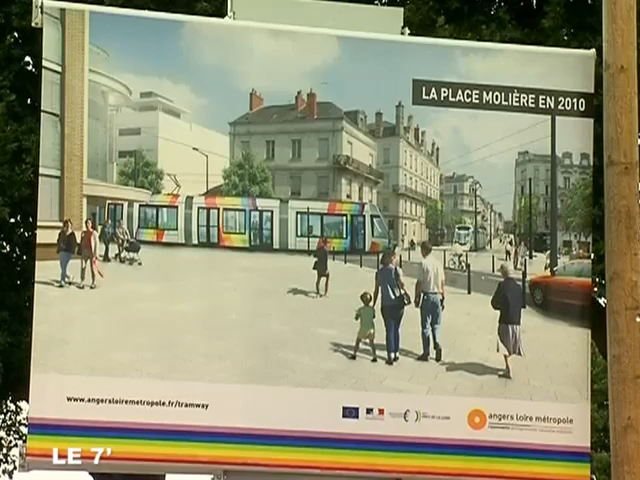 LA PLACE MOLIÈRE EN 2010
www.angersloiremetropole.fr/tramway
angers loire métropole
LE 7'